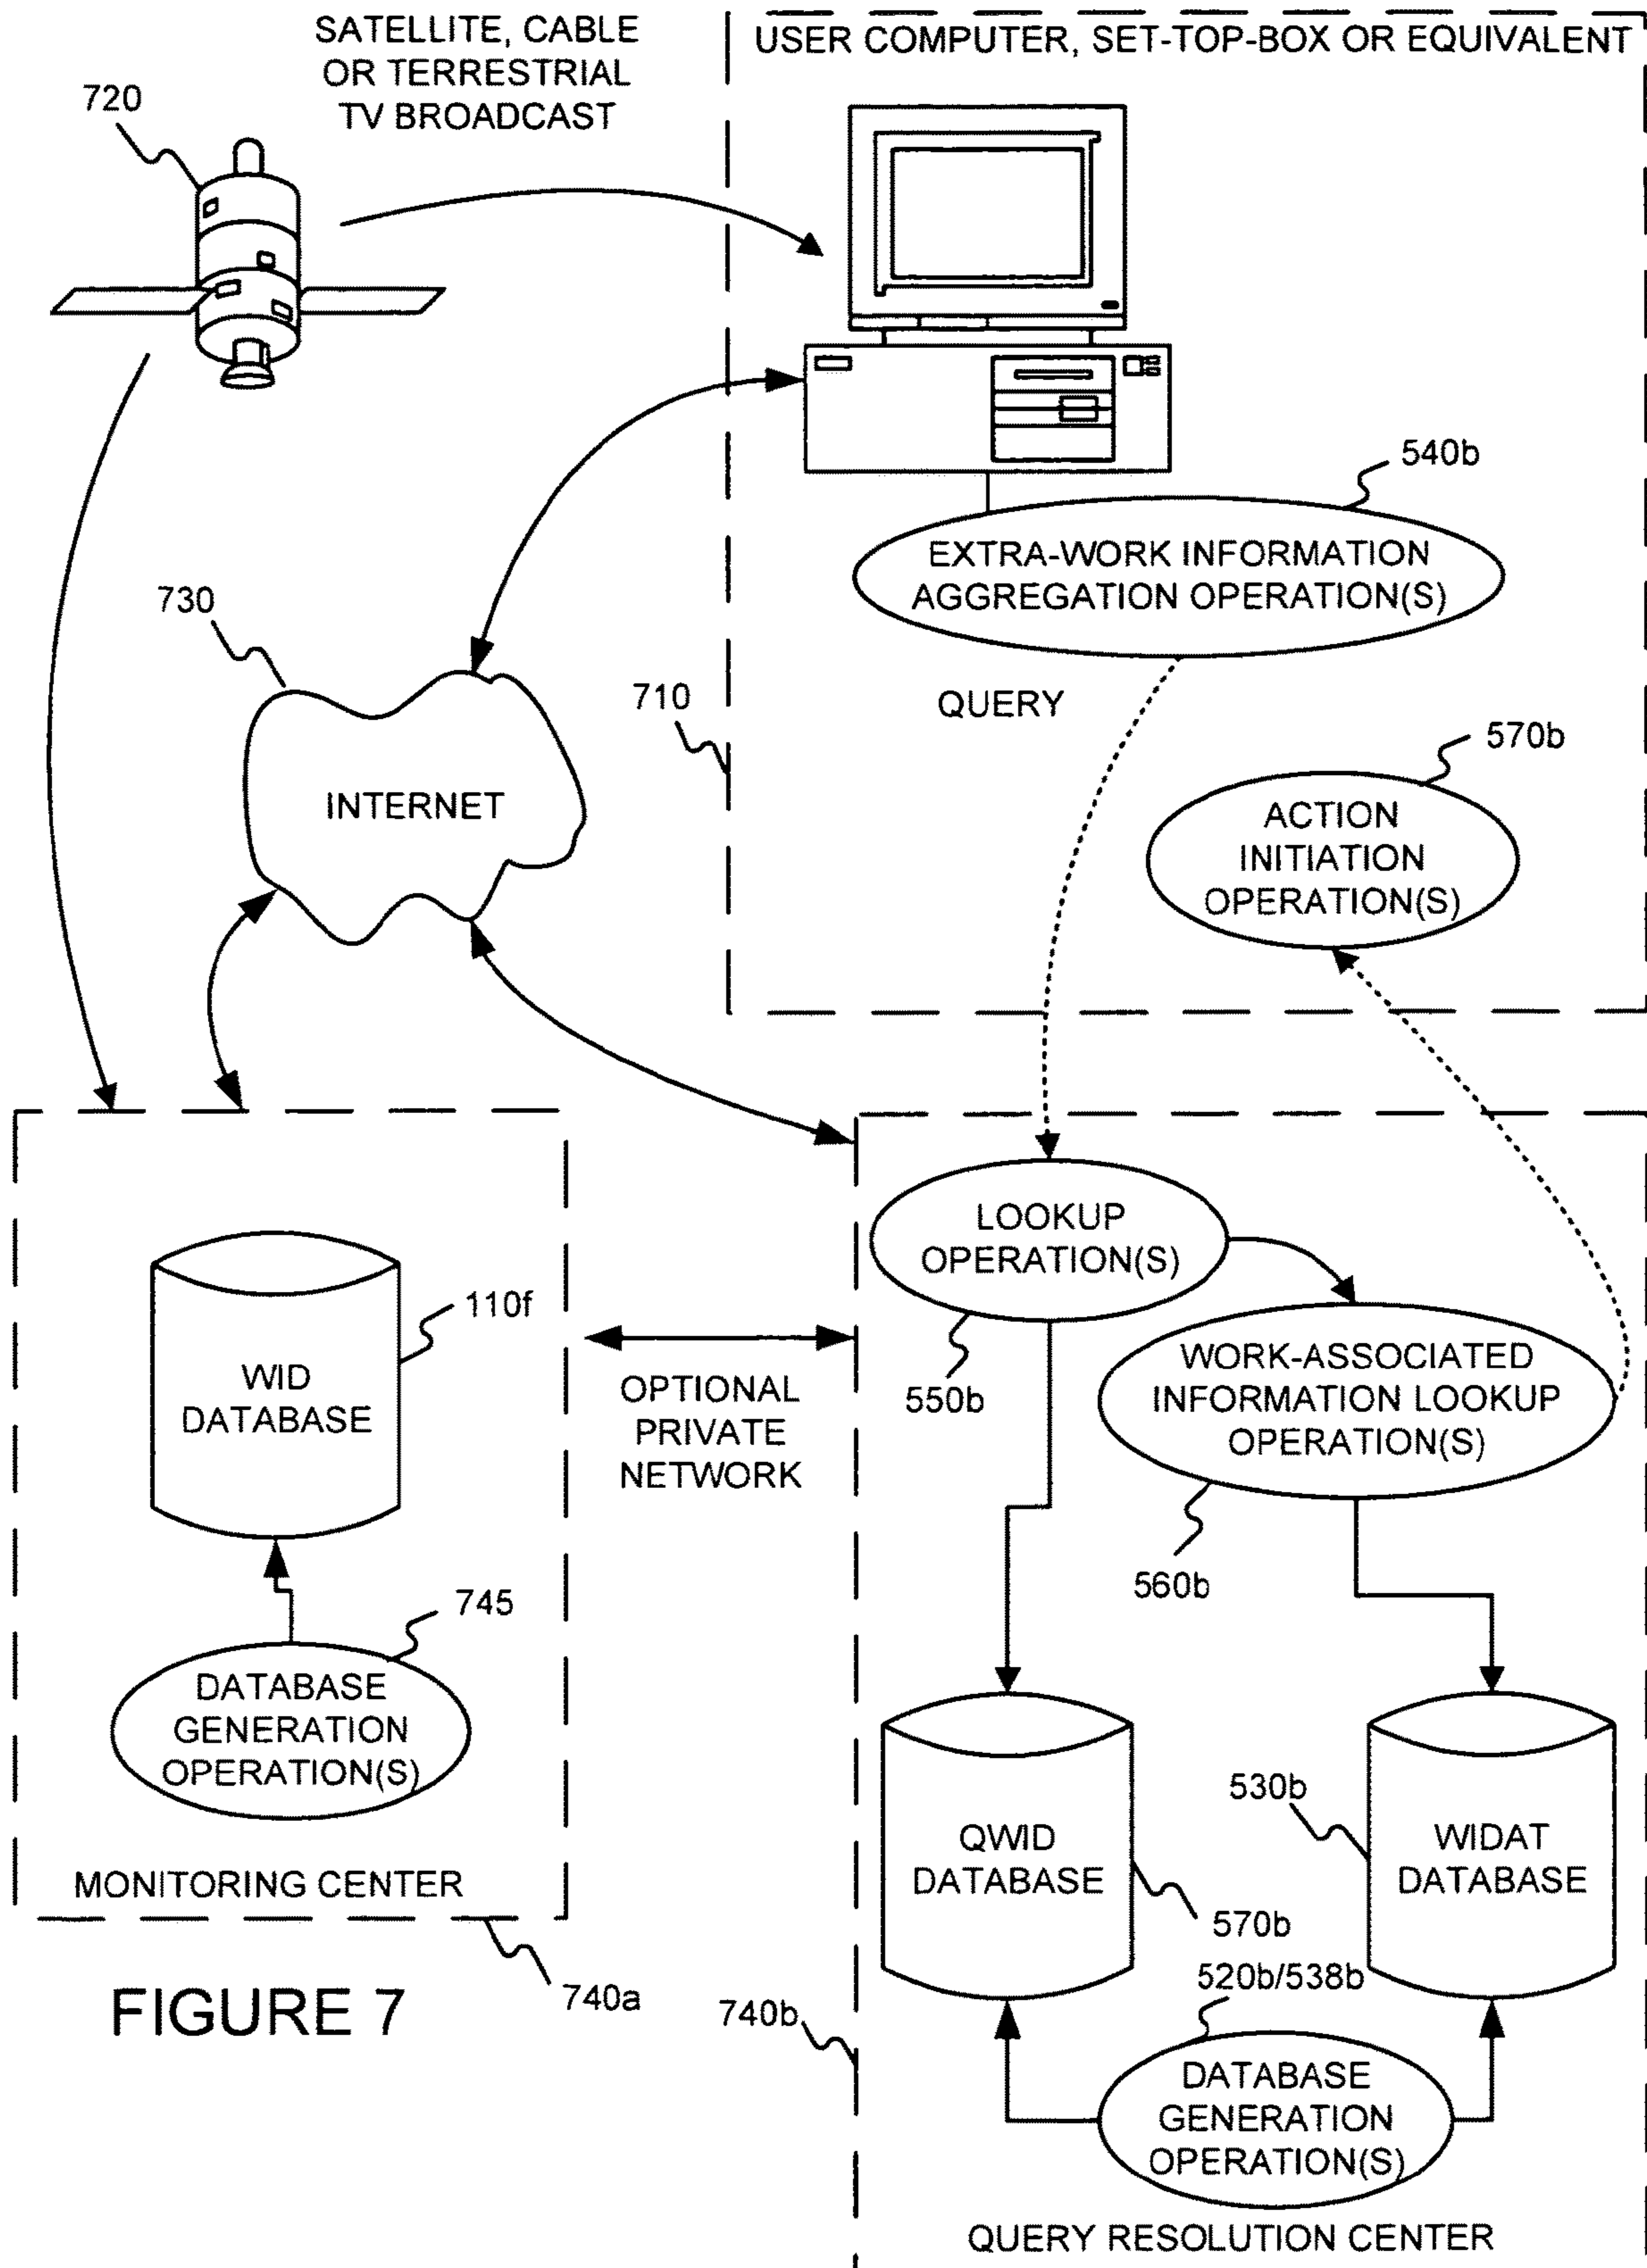 SATELLITE, CABLE
OR TERRESTRIAL
TV BROADCAST
USER COMPUTER, SET-TOP-BOX OR EQUIVALENT
720
540b
EXTRA-WORK INFORMATION
AGGREGATION OPERATION(S)
730
710
QUERY
570b
INTERNET
ACTION
INITIATION
OPERATION(S)
LOOKUP
OPERATION(S)
110f
WID
DATABASE
OPTIONAL
PRIVATE
NETWORK
550b
WORK-ASSOCIATED
INFORMATION LOOKUP
OPERATION(S)
560b
745
DATABASE
GENERATION
OPERATION(S)
530b
QWID
DATABASE
WIDAT
DATABASE
MONITORING CENTER
570b
740a
FIGURE 7
740b
520b/538b
DATABASE
GENERATION
OPERATION(S)
QUERY RESOLUTION CENTER